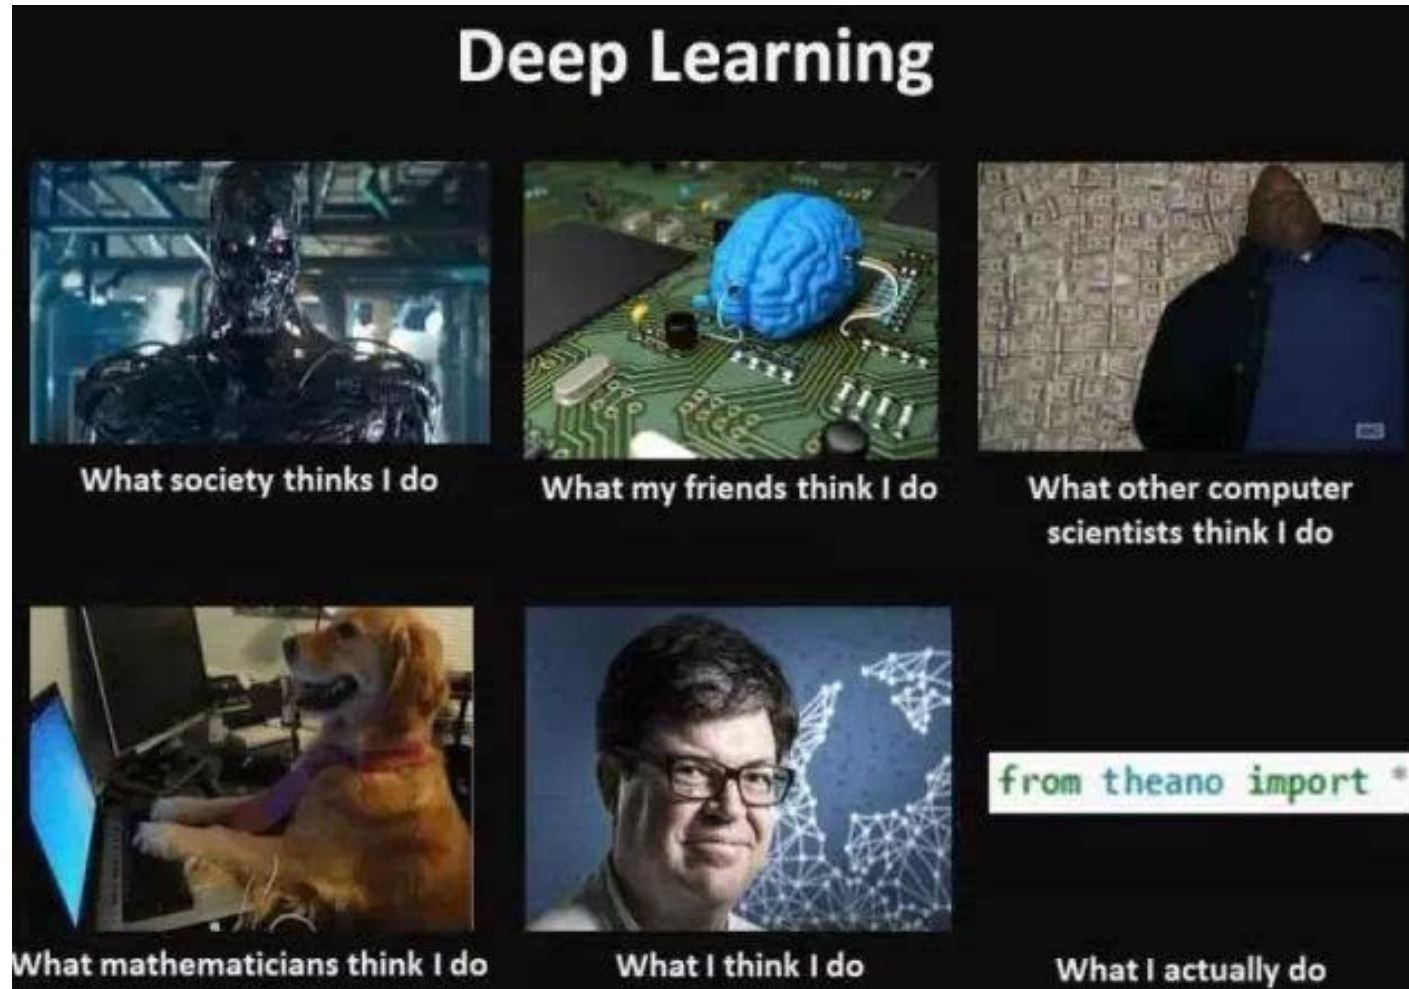 Deep Learning
What society thinks I do
What my friends think I do
What other computer
scientists think I do
from theano import *
What mathematicians think I do
What I think I do
What I actually do